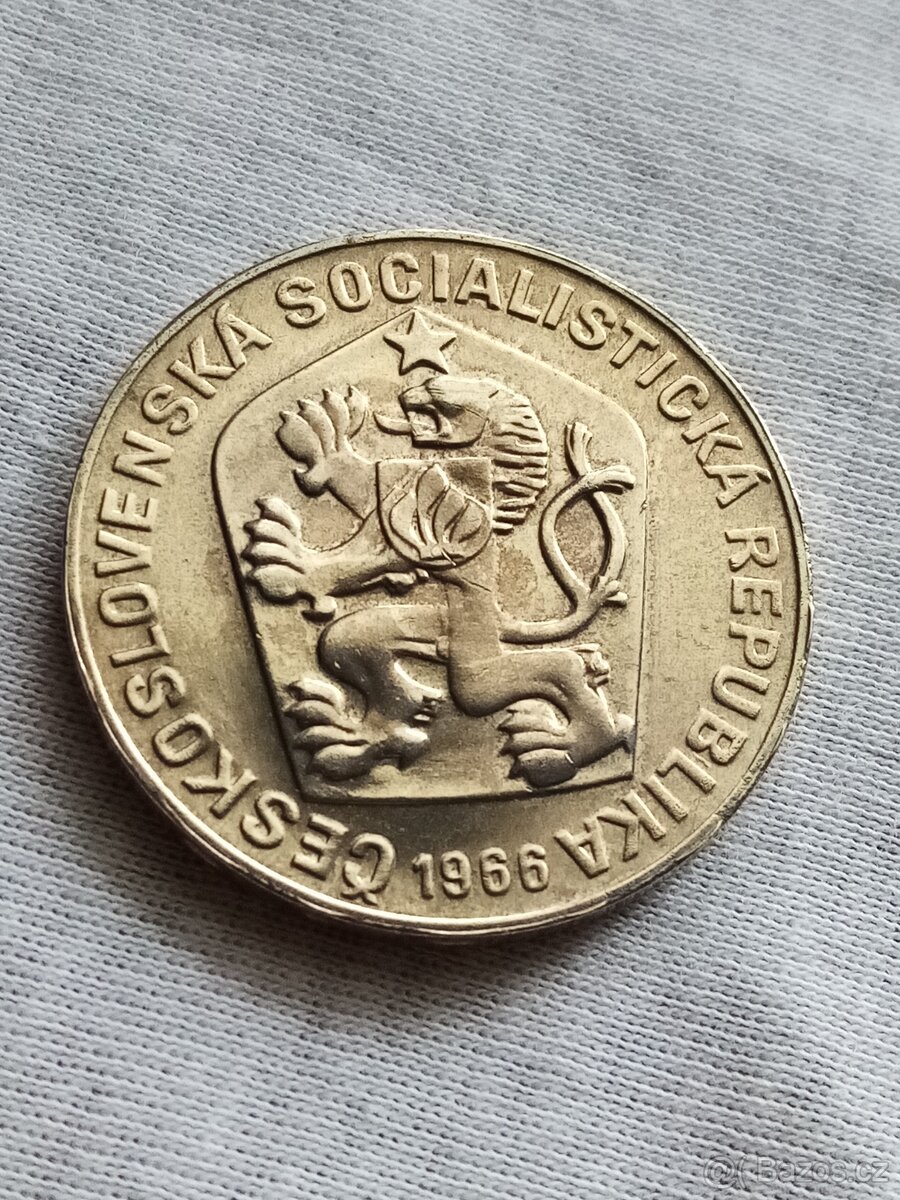 ČESKOSLOVENSKÁ SOCIALISTICKÁ REPUBLIKA
1966
@( Bazos.cz